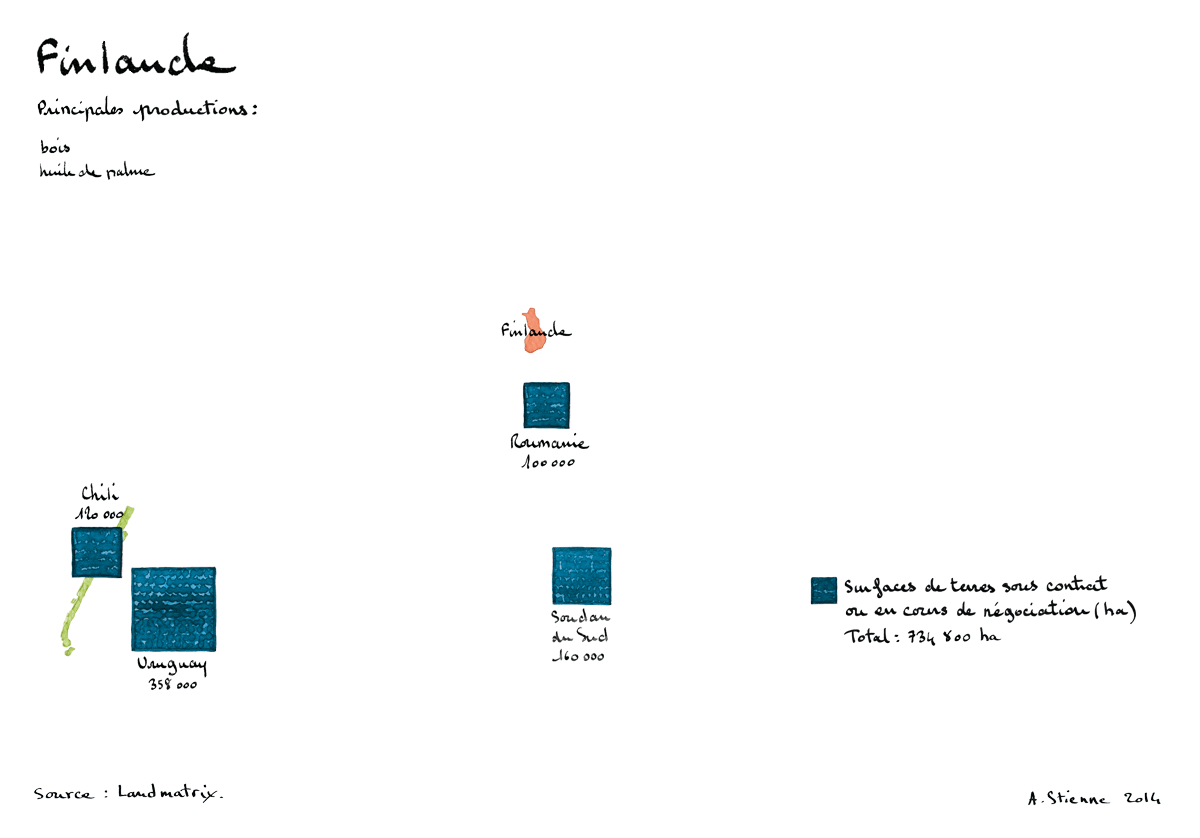 Finlande
Principales productions :
bois
huile de palme
Finlande
Roumanie
100 000
Chili
120 000
Uruguay
358 000
Soudan
du Sud
160 000
Surfaces de terres sous contrat
ou en cours de négociation (ha)
Total : 734 800 ha
Source : Landmatrix.
A. Stienne 2014